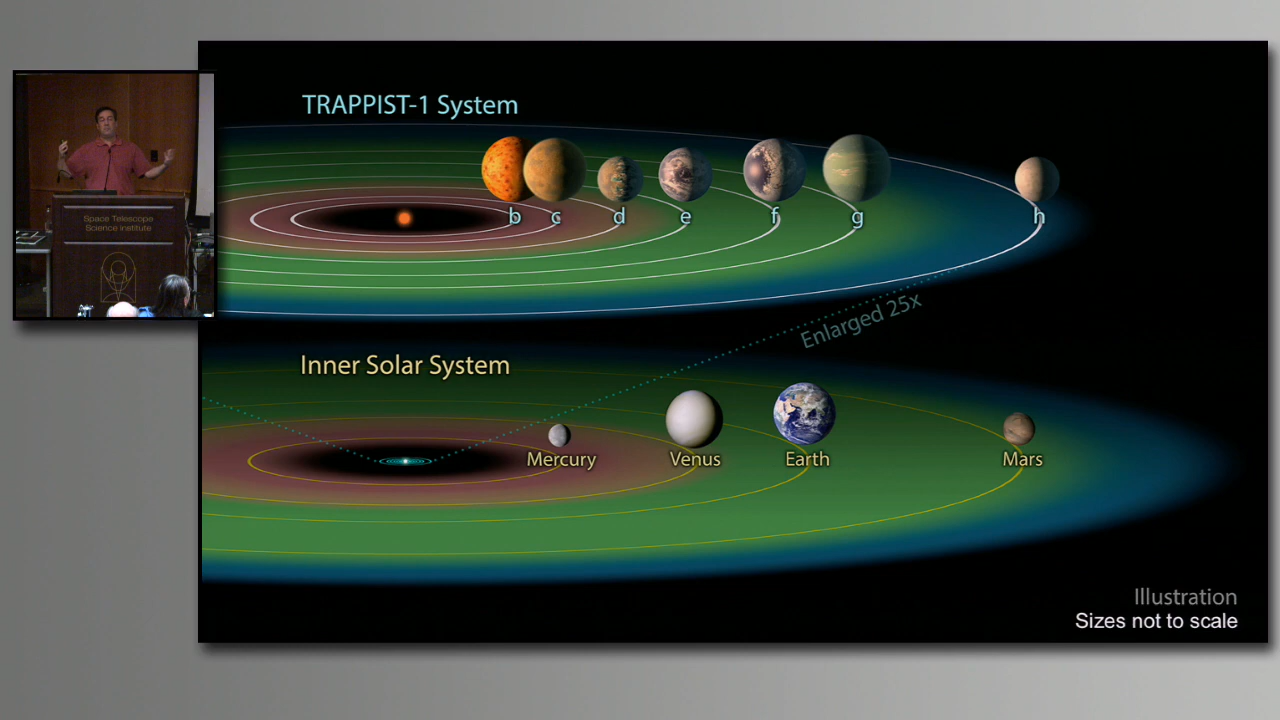 TRAPPIST-1 System
b
c
d
e
f
g
h
Enlarged 25x
Inner Solar System
Mercury
Venus
Earth
Mars
Illustration
Sizes not to scale
Space Telescope
Science Institute